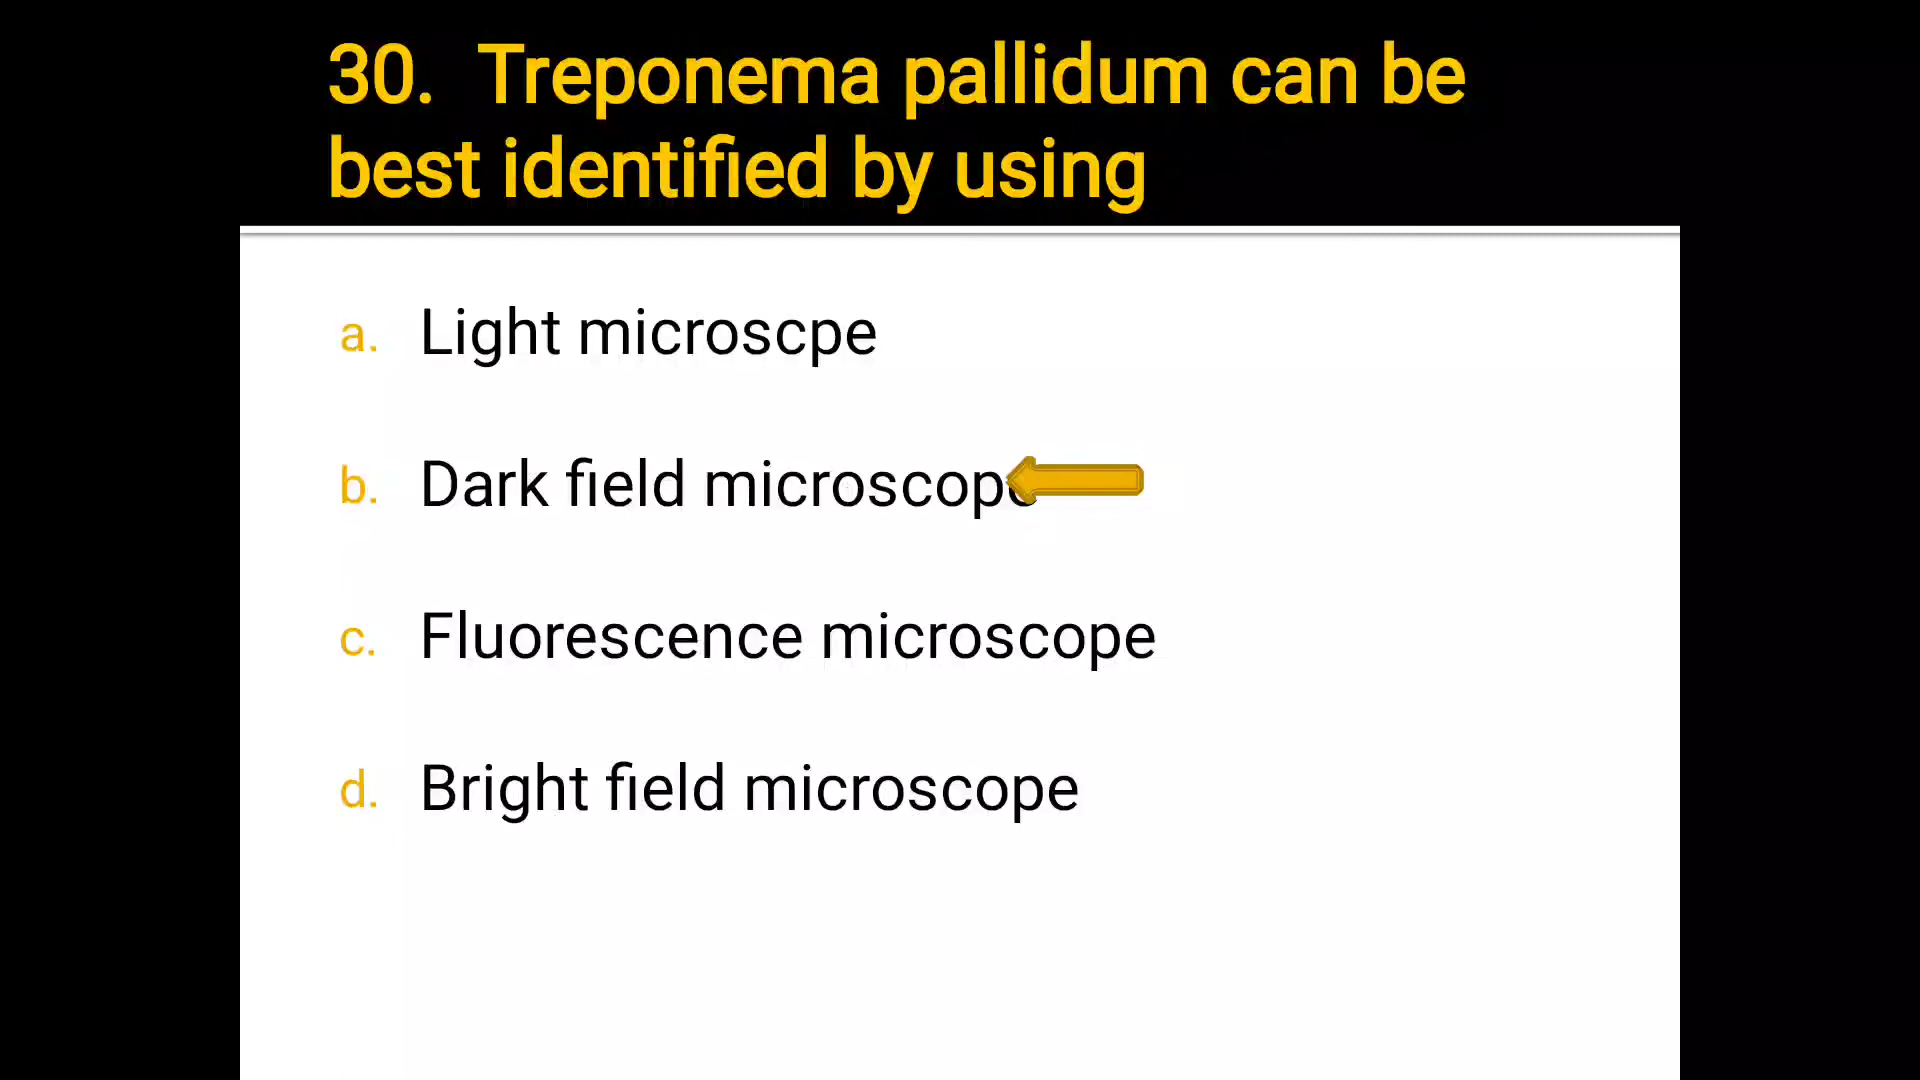 30. Treponema pallidum can be
best identified by using
a. Light microscpe
b. Dark field microscope
c. Fluorescence microscope
d. Bright field microscope